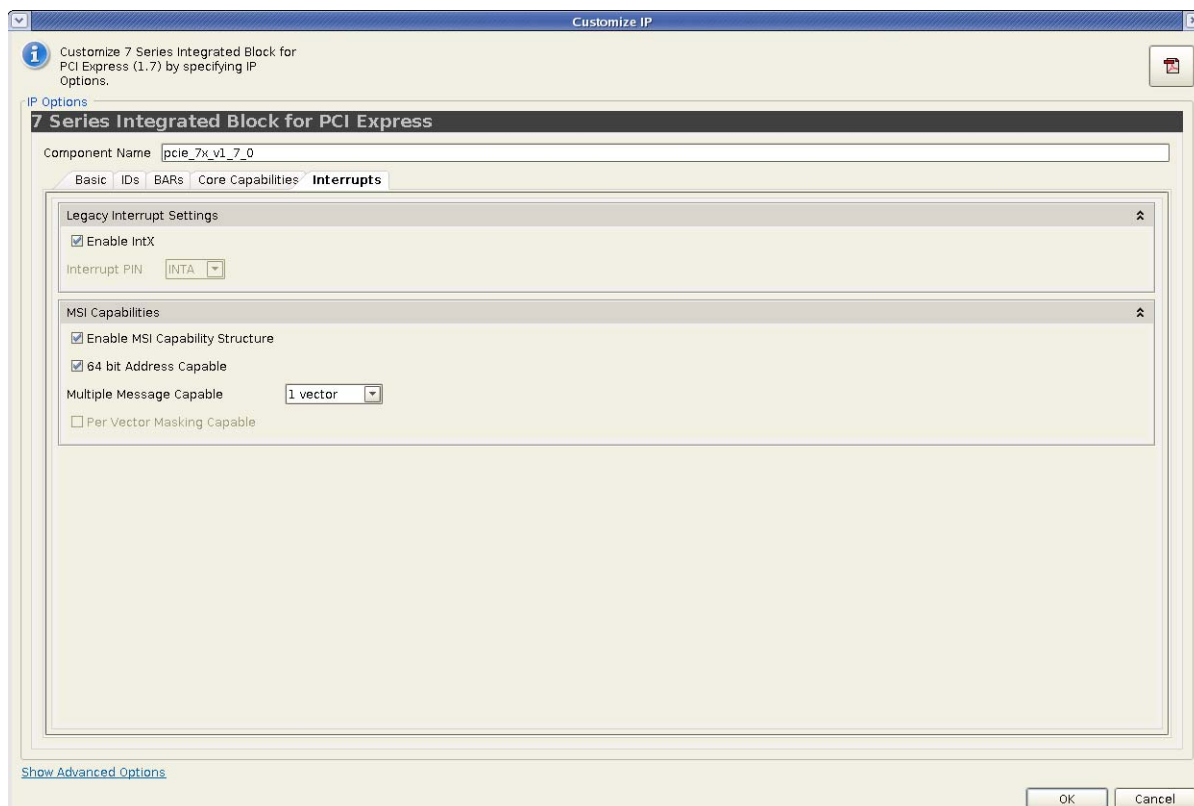 Customize IP
Customize 7 Series Integrated Block for
PCI Express (1.7) by specifying IP
Options.
IP Options
7 Series Integrated Block for PCI Express
Component Name pcie_7x_v1_7_0
Basic IDs BARs Core Capabilities Interrupts
Legacy Interrupt Settings
Enable IntX
Interrupt PIN INTA
MSI Capabilities
Enable MSI Capability Structure
64 bit Address Capable
Multiple Message Capable 1 vector
Per Vector Masking Capable
Show Advanced Options
OK Cancel